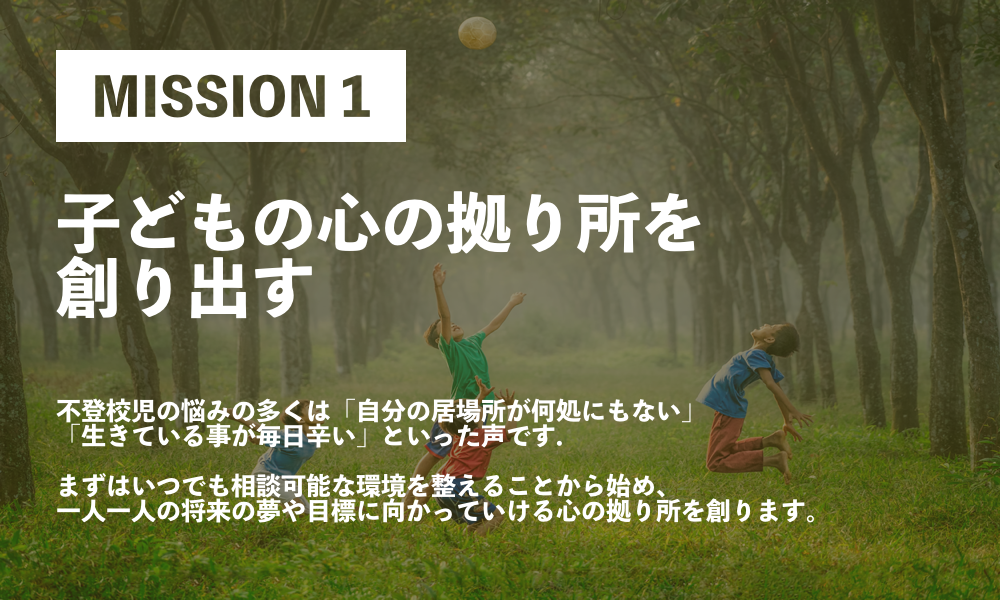 MISSION 1
子どもの心の拠り所を
創り出す
不登校児の悩みの多くは「自分の居場所が何処にもない」
「生きている事が毎日辛い」といった声です.
まずはいつでも相談可能な環境を整えることから始め、
一人一人の将来の夢や目標に向かっていける心の拠り所を創ります。